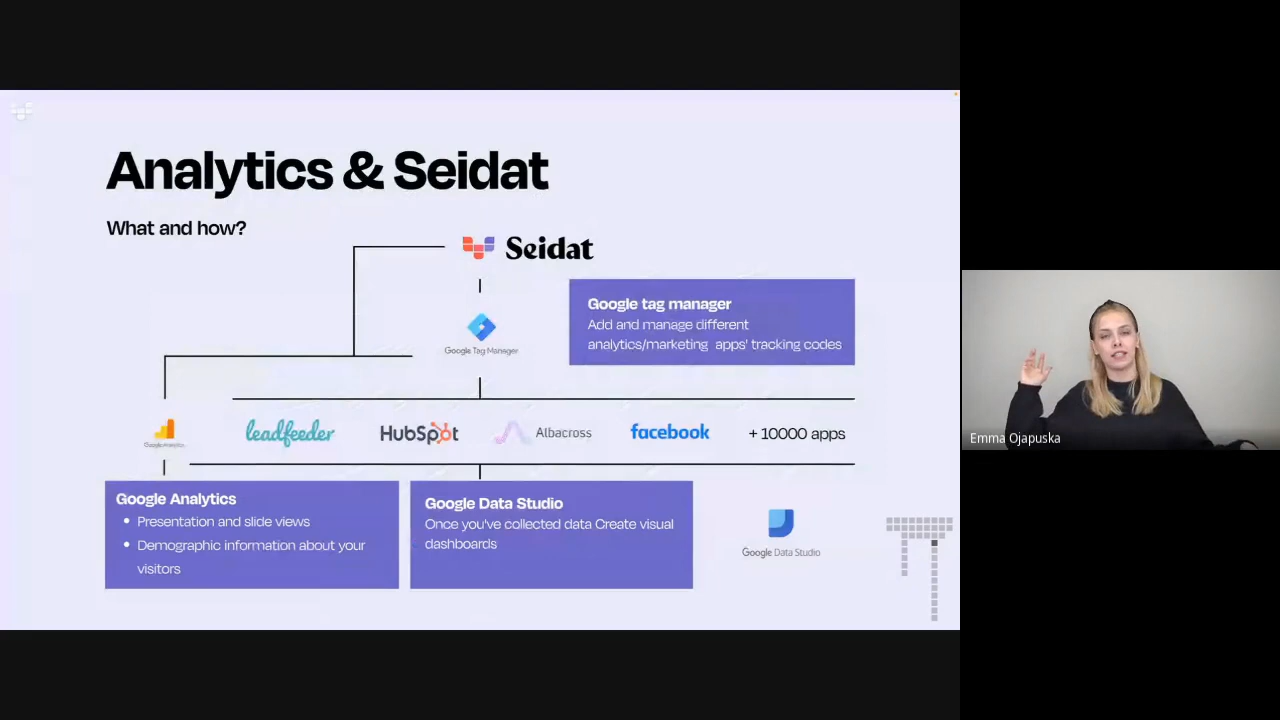 Analytics & Seidat
What and how?
Seidat
Google tag manager
Add and manage different
analytics/marketing apps' tracking codes
Google Tag Manager
leadfeeder
HubSpot
Albacross
facebook
+ 10000 apps
Google Analytics
Emma Ojapuska
Google Analytics
• Presentation and slide views
• Demographic information about your
visitors
Google Data Studio
Once you've collected data Create visual
dashboards
Google Data Studio